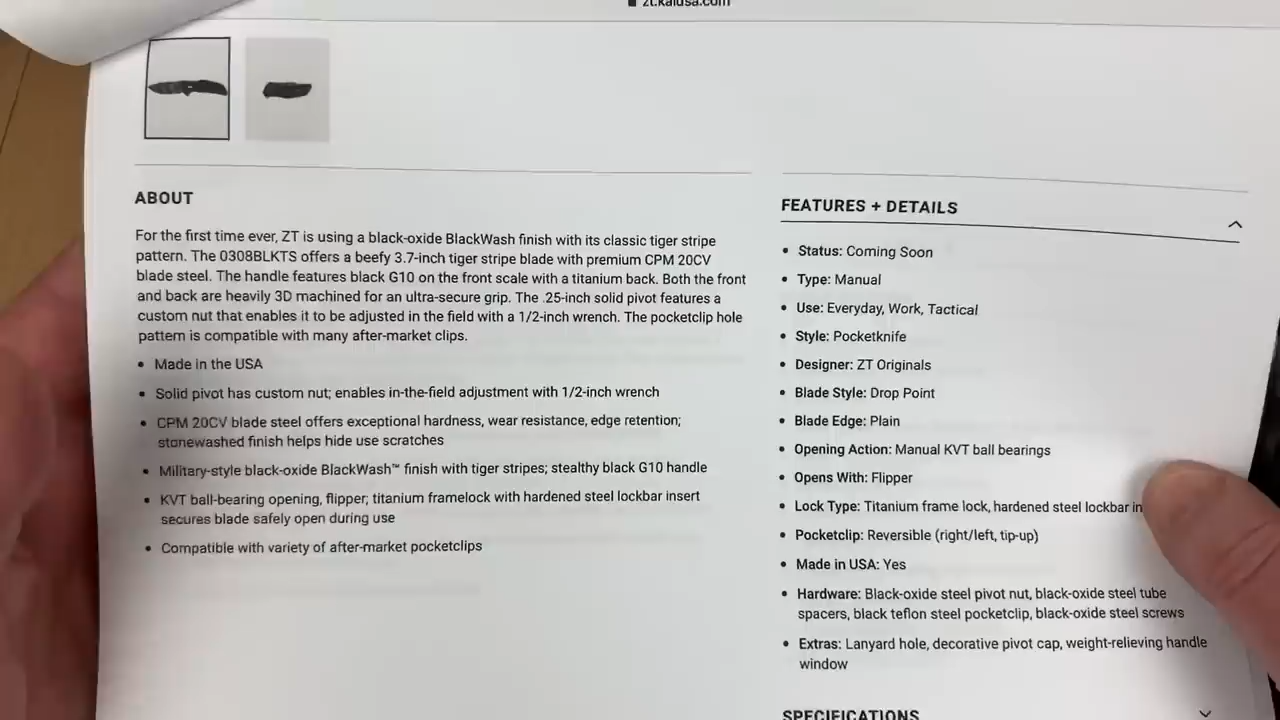 zt.kaiusa.com
ABOUT
For the first time ever, ZT is using a black-oxide BlackWash finish with its classic tiger stripe
pattern. The 0308BLKTS offers a beefy 3.7-inch tiger stripe blade with premium CPM 20CV
blade steel. The handle features black G10 on the front scale with a titanium back. Both the front
and back are heavily 3D machined for an ultra-secure grip. The .25-inch solid pivot features a
custom nut that enables it to be adjusted in the field with a 1/2-inch wrench. The pocketclip hole
pattern is compatible with many after-market clips.
• Made in the USA
• Solid pivot has custom nut; enables in-the-field adjustment with 1/2-inch wrench
• CPM 20CV blade steel offers exceptional hardness, wear resistance, edge retention;
stonewashed finish helps hide use scratches
• Military-style black-oxide BlackWash™ finish with tiger stripes; stealthy black G10 handle
• KVT ball-bearing opening, flipper; titanium framelock with hardened steel lockbar insert
secures blade safely open during use
• Compatible with variety of after-market pocketclips
FEATURES + DETAILS
• Status: Coming Soon
• Type: Manual
• Use: Everyday, Work, Tactical
• Style: Pocketknife
• Designer: ZT Originals
• Blade Style: Drop Point
• Blade Edge: Plain
• Opening Action: Manual KVT ball bearings
• Opens With: Flipper
• Lock Type: Titanium frame lock, hardened steel lockbar in
• Pocketclip: Reversible (right/left, tip-up)
• Made in USA: Yes
• Hardware: Black-oxide steel pivot nut, black-oxide steel tube
spacers, black teflon steel pocketclip, black-oxide steel screws
• Extras: Lanyard hole, decorative pivot cap, weight-relieving handle
window
SPECIFICATIONS